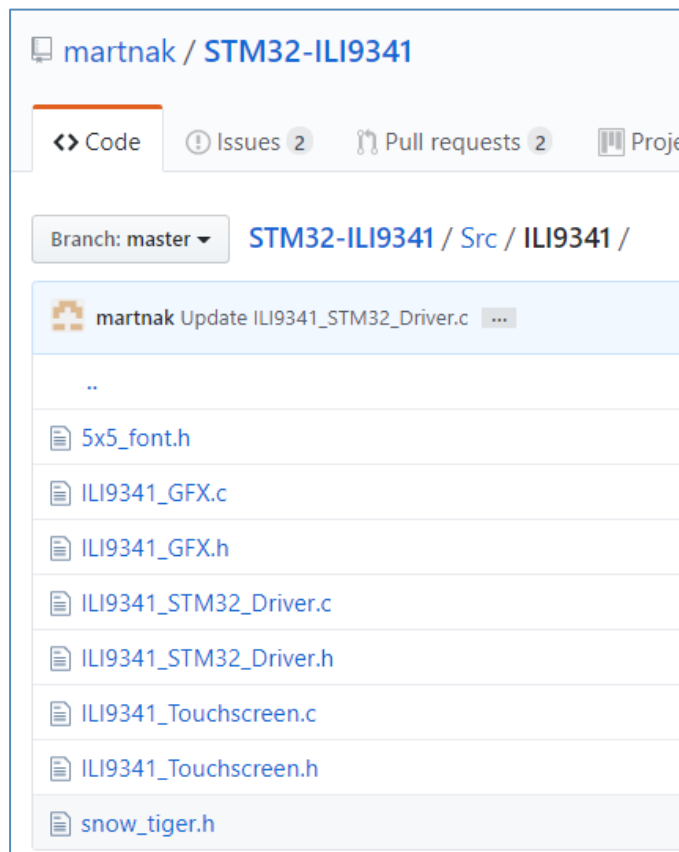 martnak / STM32-ILI9341
Code Issues 2 Pull requests 2 Proje
Branch: master STM32-ILI9341 / Src / ILI9341 /
martnak Update ILI9341_STM32_Driver.c ...
..
5x5_font.h
ILI9341_GFX.c
ILI9341_GFX.h
ILI9341_STM32_Driver.c
ILI9341_STM32_Driver.h
ILI9341_Touchscreen.c
ILI9341_Touchscreen.h
snow_tiger.h